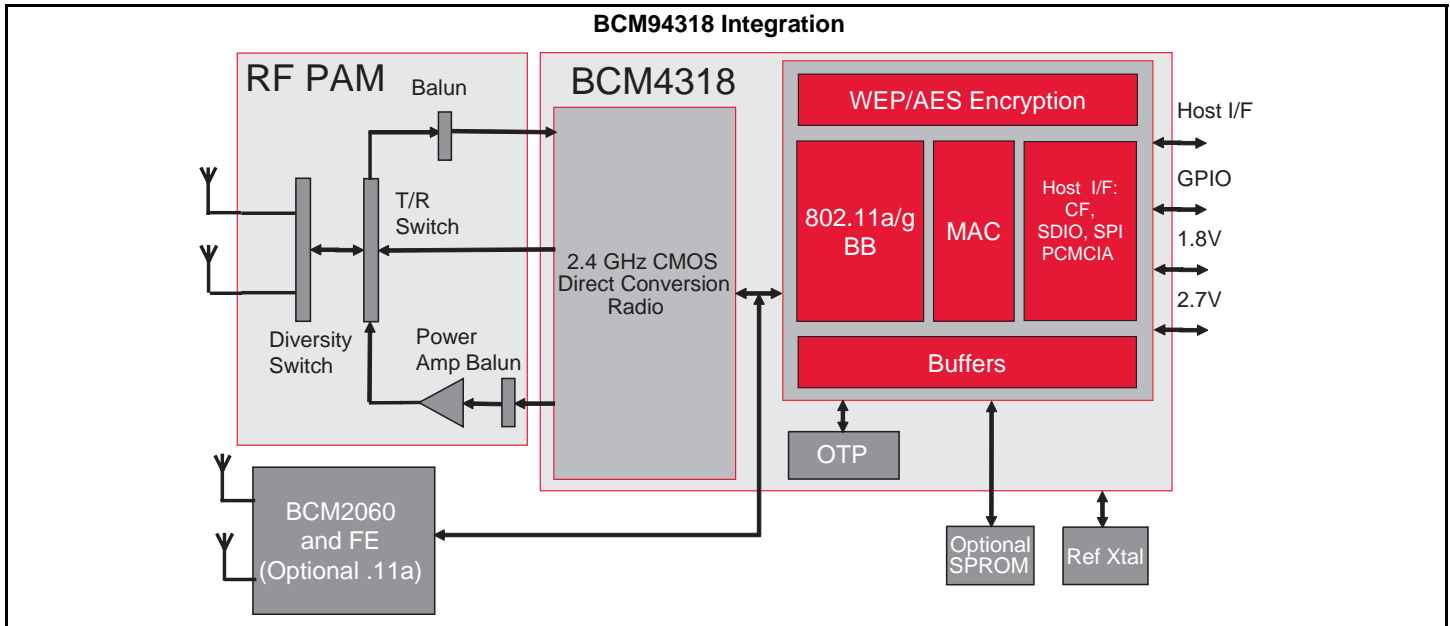 BCM94318 Integration
RF PAM
Balun
T/R
Switch
Diversity
Switch
Power
Amp Balun
BCM4318
2.4 GHz CMOS
Direct Conversion
Radio
WEP/AES Encryption
802.11a/g
BB
MAC
Host I/F:
CF,
SDIO, SPI
PCMCIA
Buffers
Host I/F
GPIO
1.8V
2.7V
OTP
BCM2060
and FE
(Optional .11a)
Optional
SPROM
Ref Xtal